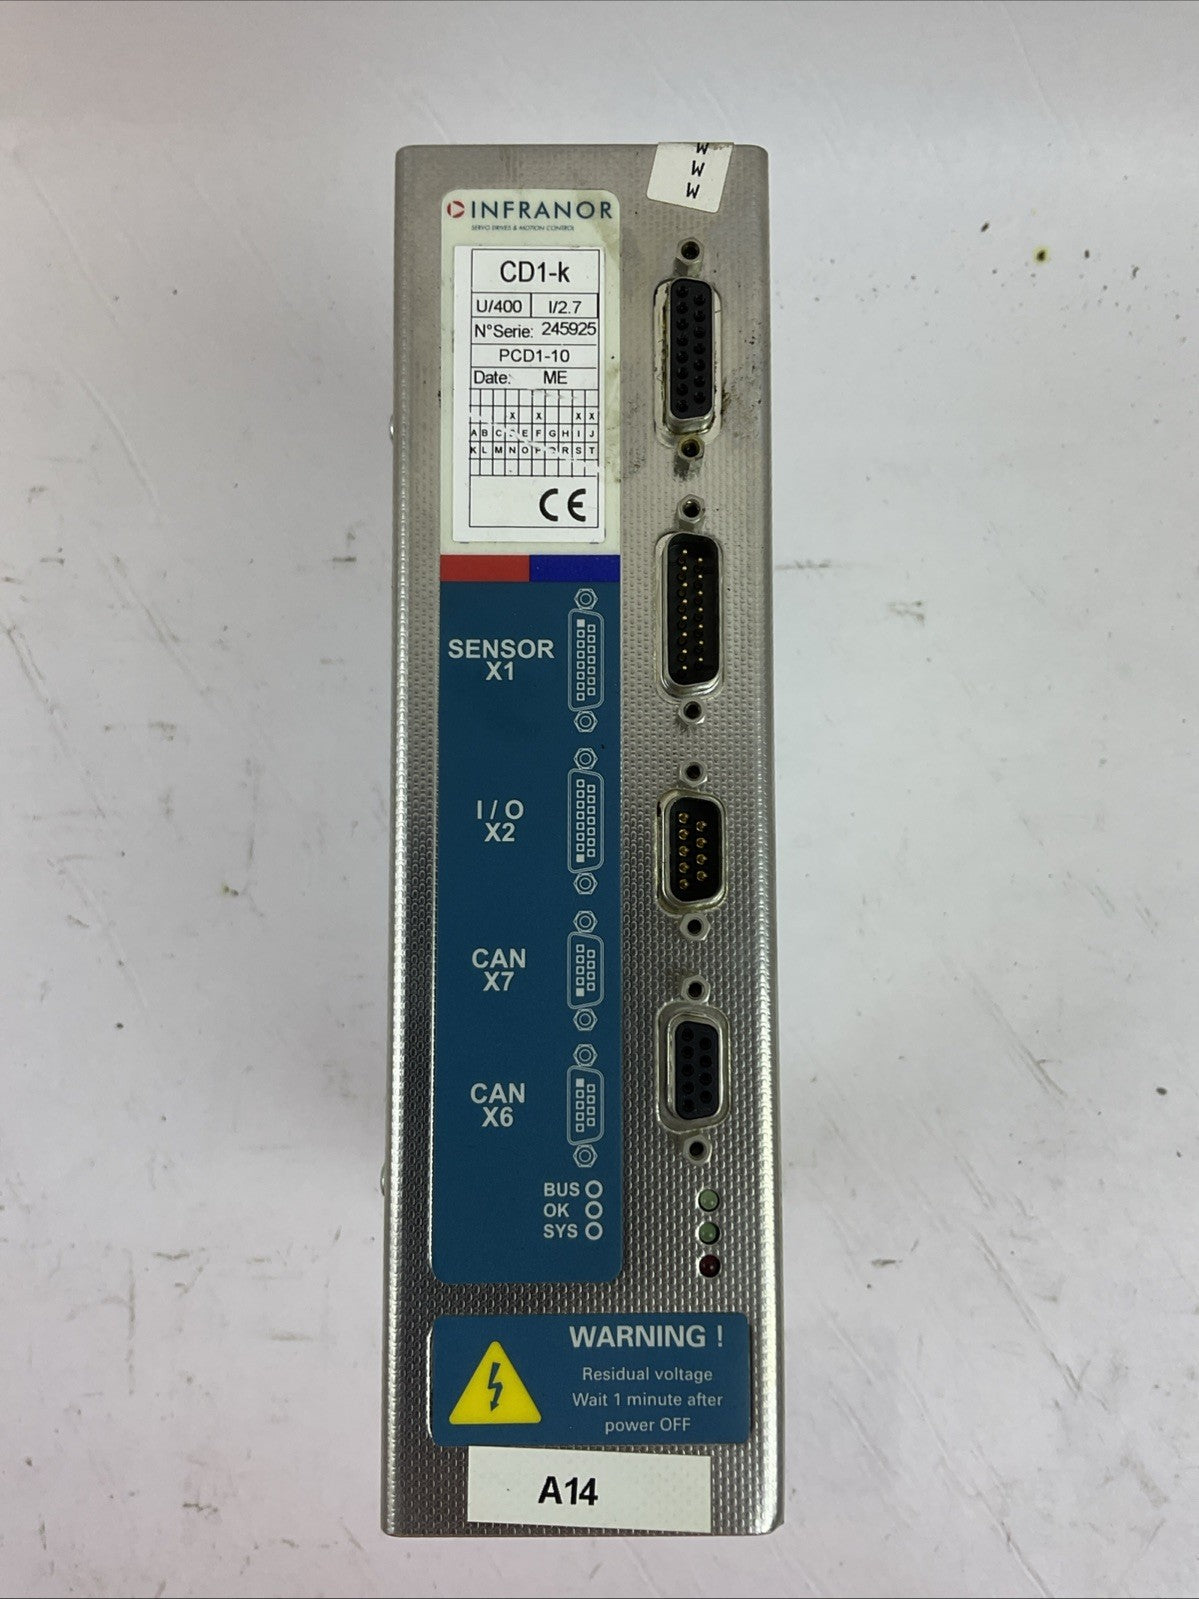 W
W
W
INFRANOR
SERVO DRIVES & MOTION CONTROL
CD1-k
U/400 I/2.7
N°Serie: 245925
PCD1-10
Date: ME
X X X X
A B C E F G H I J
K L M N O P R S T
CE
SENSOR
X1
I / O
X2
CAN
X7
CAN
X6
BUS
OK
SYS
WARNING !
Residual voltage
Wait 1 minute after
power OFF
A14